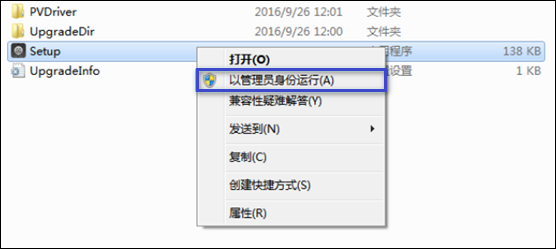 PVDriver 2016/9/26 12:01 文件夹
UpgradeDir 2016/9/26 12:00 文件夹
Setup 用程序 138 KB
UpgradeInfo 设置 1 KB
打开(O)
以管理员身份运行(A)
兼容性疑难解答(Y)
发送到(N)
复制(C)
创建快捷方式(S)
属性(R)